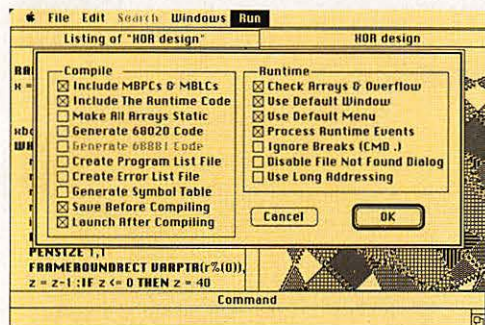 File Edit Search Windows Run
Listing of "HOR design"
HOR design
Compile
Include MBPCs & MBLCs
Include The Runtime Code
Make All Arrays Static
Generate 68020 Code
Generate 68881 Code
Create Program List File
Create Error List File
Generate Symbol Table
Save Before Compiling
Launch After Compiling
Runtime
Check Arrays & Overflow
Use Default Window
Use Default Menu
Process Runtime Events
Ignore Breaks (CMD .)
Disable File Not Found Dialog
Use Long Addressing
Cancel
OK
PENSIZE 1,1
FRAMEROUNDRECT VARPTR(r%(0)),
z = z-1 :IF z <= 0 THEN z = 40
Command